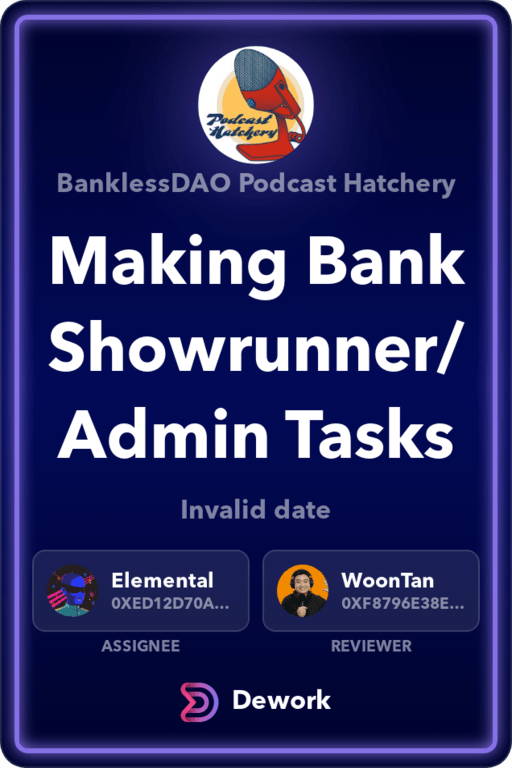 Podcast
Hatchery
BanklessDAO Podcast Hatchery
Making Bank
Showrunner/
Admin Tasks
Invalid date
Elemental
0XED12D70A...
WoonTan
0XF8796E38E...
ASSIGNEE
REVIEWER
Dework